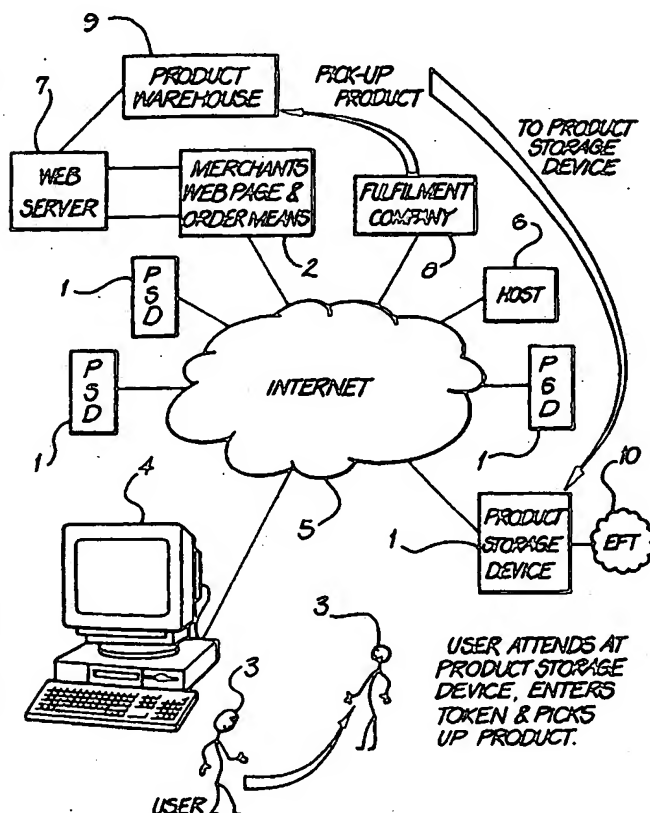 9
PRODUCT
WAREHOUSE
PICK-UP
PRODUCT
TO PRODUCT
STORAGE
DEVICE
7
WEB
SERVER
MERCHANTS
WEB PAGE &
ORDER MEANS
2
FULFILMENT
COMPANY
8
6
HOST
1
P
S
D
1
P
S
D
INTERNET
5
P
S
D
1
10
1
PRODUCT
STORAGE
DEVICE
EFT
4
3
3
USER ATTENDS AT
PRODUCT STORAGE
DEVICE, ENTERS
TOKEN & PICKS
UP PRODUCT.
USER